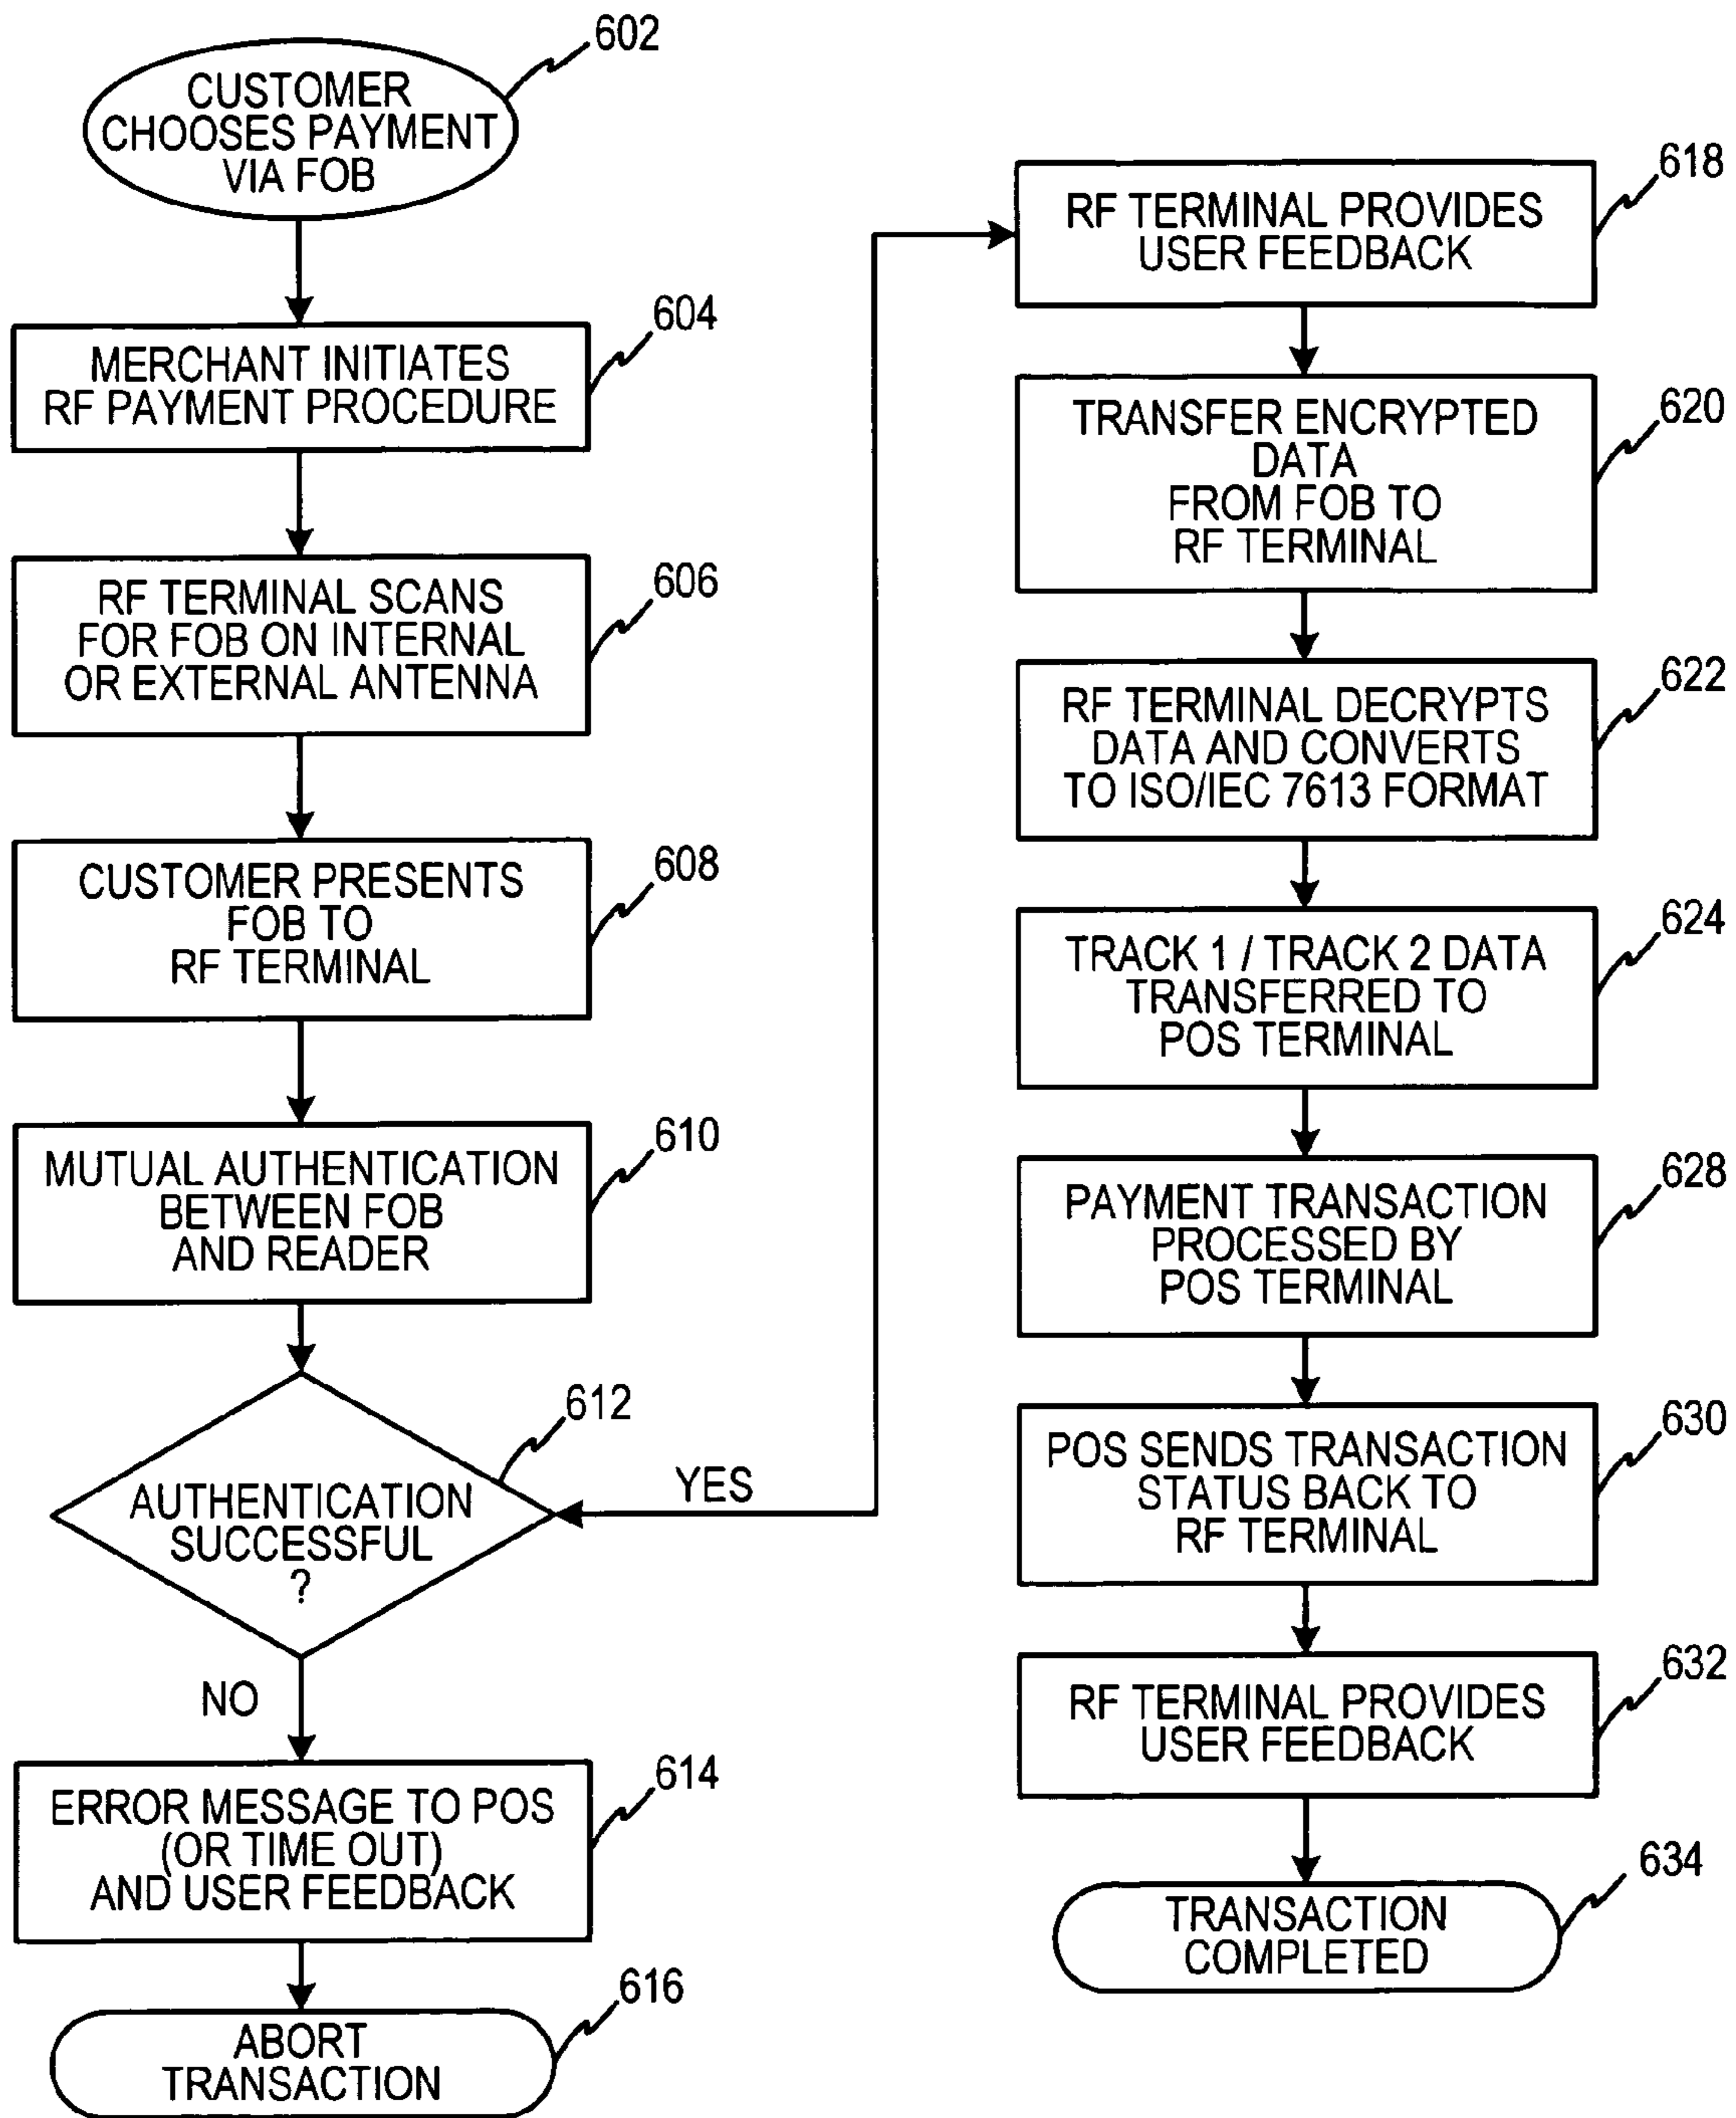 602
CUSTOMER
CHOOSES PAYMENT
VIA FOB
604
MERCHANT INITIATES
RF PAYMENT PROCEDURE
606
RF TERMINAL SCANS
FOR FOB ON INTERNAL
OR EXTERNAL ANTENNA
608
CUSTOMER PRESENTS
FOB TO
RF TERMINAL
610
MUTUAL AUTHENTICATION
BETWEEN FOB
AND READER
612
AUTHENTICATION
SUCCESSFUL
?
YES
NO
614
ERROR MESSAGE TO POS
(OR TIME OUT)
AND USER FEEDBACK
616
ABORT
TRANSACTION
618
RF TERMINAL PROVIDES
USER FEEDBACK
620
TRANSFER ENCRYPTED
DATA
FROM FOB TO
RF TERMINAL
622
RF TERMINAL DECRYPTS
DATA AND CONVERTS
TO ISO/IEC 7613 FORMAT
624
TRACK 1 / TRACK 2 DATA
TRANSFERRED TO
POS TERMINAL
628
PAYMENT TRANSACTION
PROCESSED BY
POS TERMINAL
630
POS SENDS TRANSACTION
STATUS BACK TO
RF TERMINAL
632
RF TERMINAL PROVIDES
USER FEEDBACK
634
TRANSACTION
COMPLETED